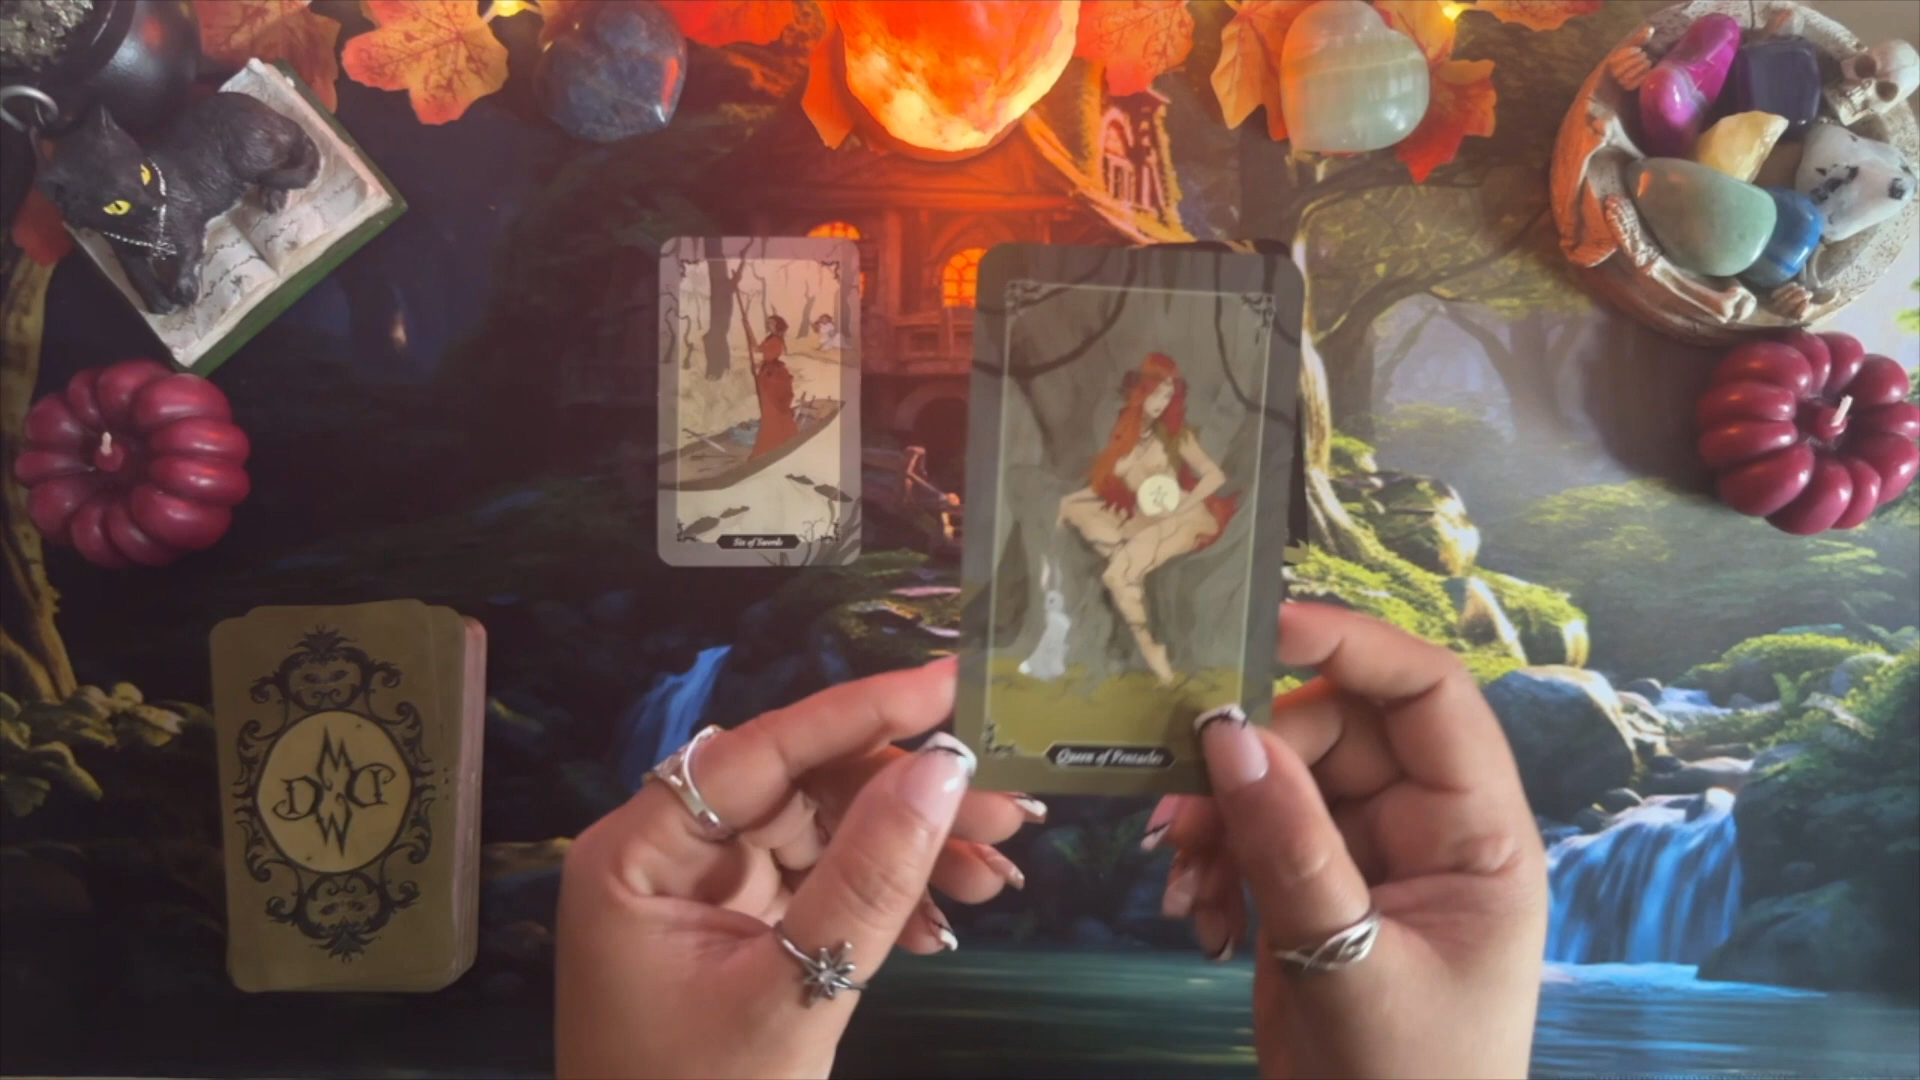 Six of Swords
Queen of Pentacles
M
D D
W